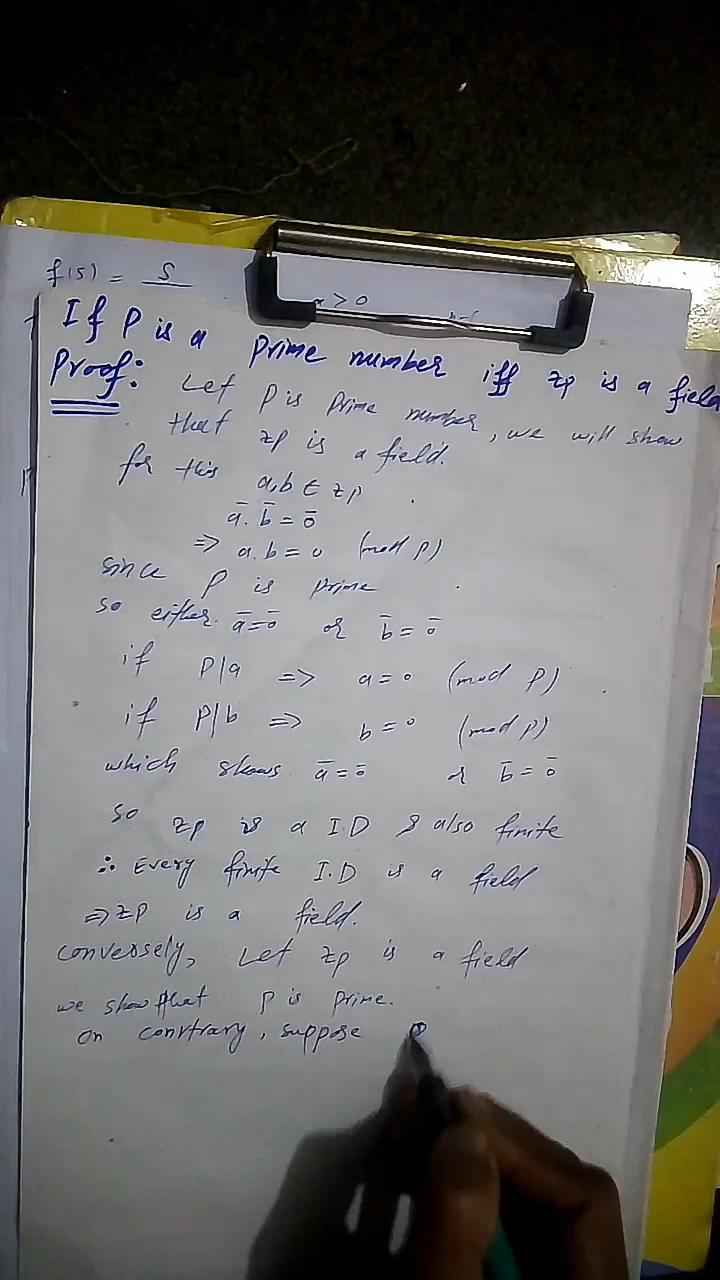 f(s) = s
> 0
If P is a Prime number iff Zp is a field
Proof: Let P is Prime number, we will show
that Zp is a field.
for this a,b ∈ Zp
a̅.b̅ = 0̅
=> a.b = 0 (mod P)
since P is prime
so either a̅=0̅ or b̅=0̅
if P|a => a=0 (mod P)
if P|b => b=0 (mod P)
which shows a̅=0̅ or b̅=0̅
so Zp is a I.D & also finite
∴ Every finite I.D is a field
=> Zp is a field.
conversely, Let Zp is a field
we show that P is prime.
on conrtrary, suppose P